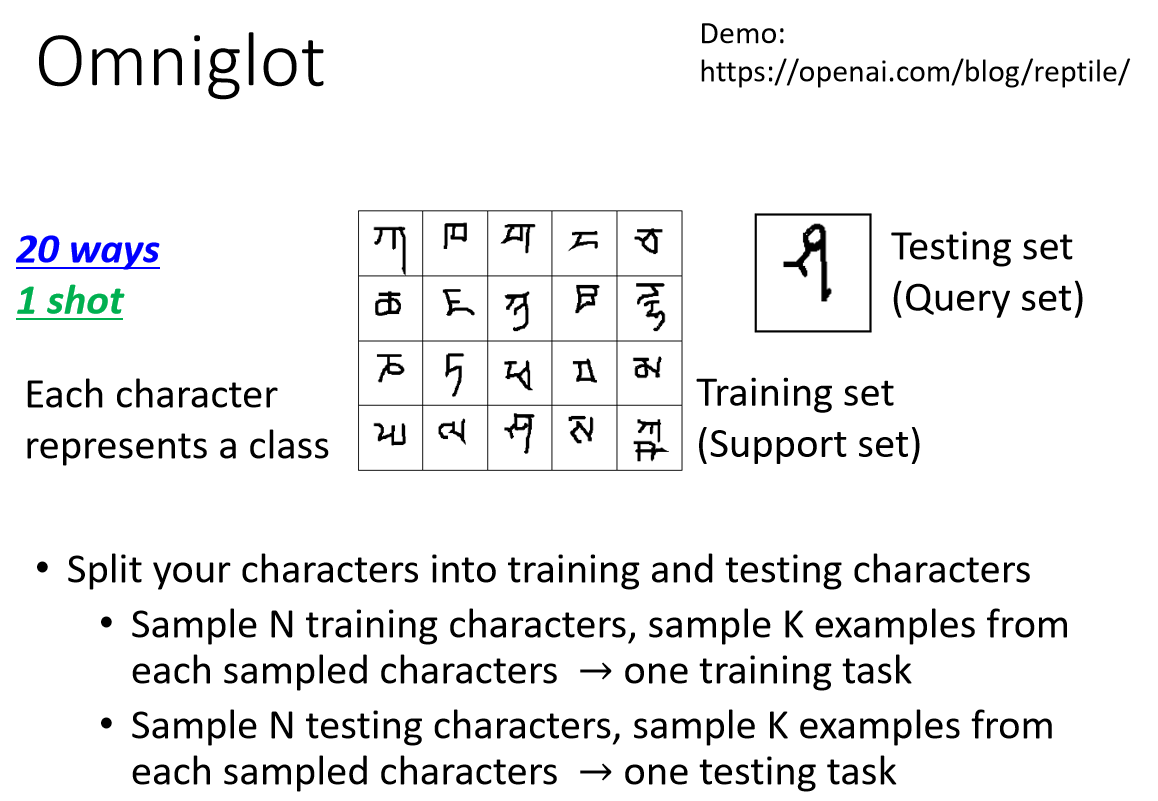 Omniglot
Demo:
https://openai.com/blog/reptile/
20 ways
1 shot
Each character
represents a class
Testing set
(Query set)
Training set
(Support set)
• Split your characters into training and testing characters
• Sample N training characters, sample K examples from
each sampled characters → one training task
• Sample N testing characters, sample K examples from
each sampled characters → one testing task